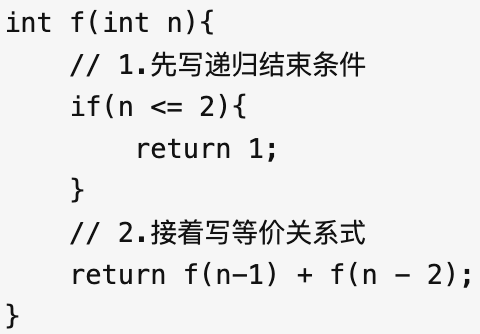 int f(int n){
    // 1.先写递归结束条件
    if(n <= 2){
        return 1;
    }
    // 2.接着写等价关系式
    return f(n-1) + f(n - 2);
}